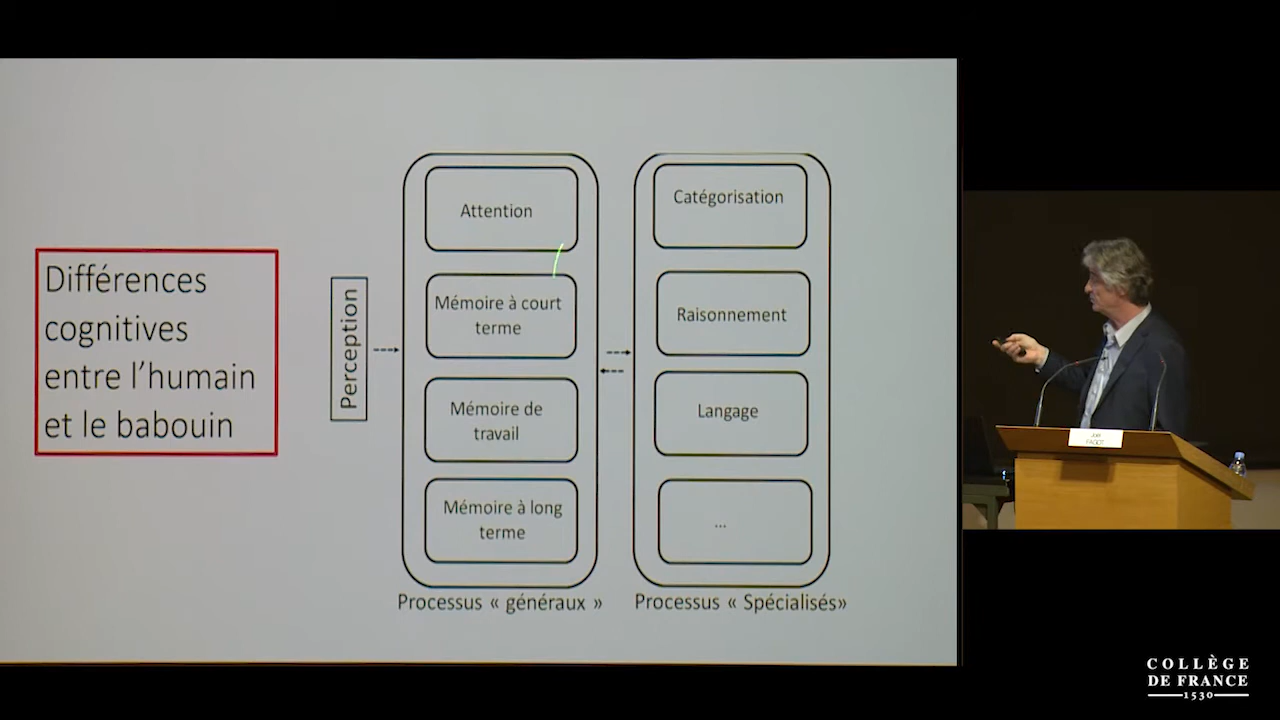 Différences
cognitives
entre l'humain
et le babouin
Perception
Attention
Mémoire à court
terme
Mémoire de
travail
Mémoire à long
terme
Processus « généraux »
Catégorisation
Raisonnement
Langage
...
Processus « Spécialisés»
FAGOT
COLLÈGE
DE FRANCE
1530